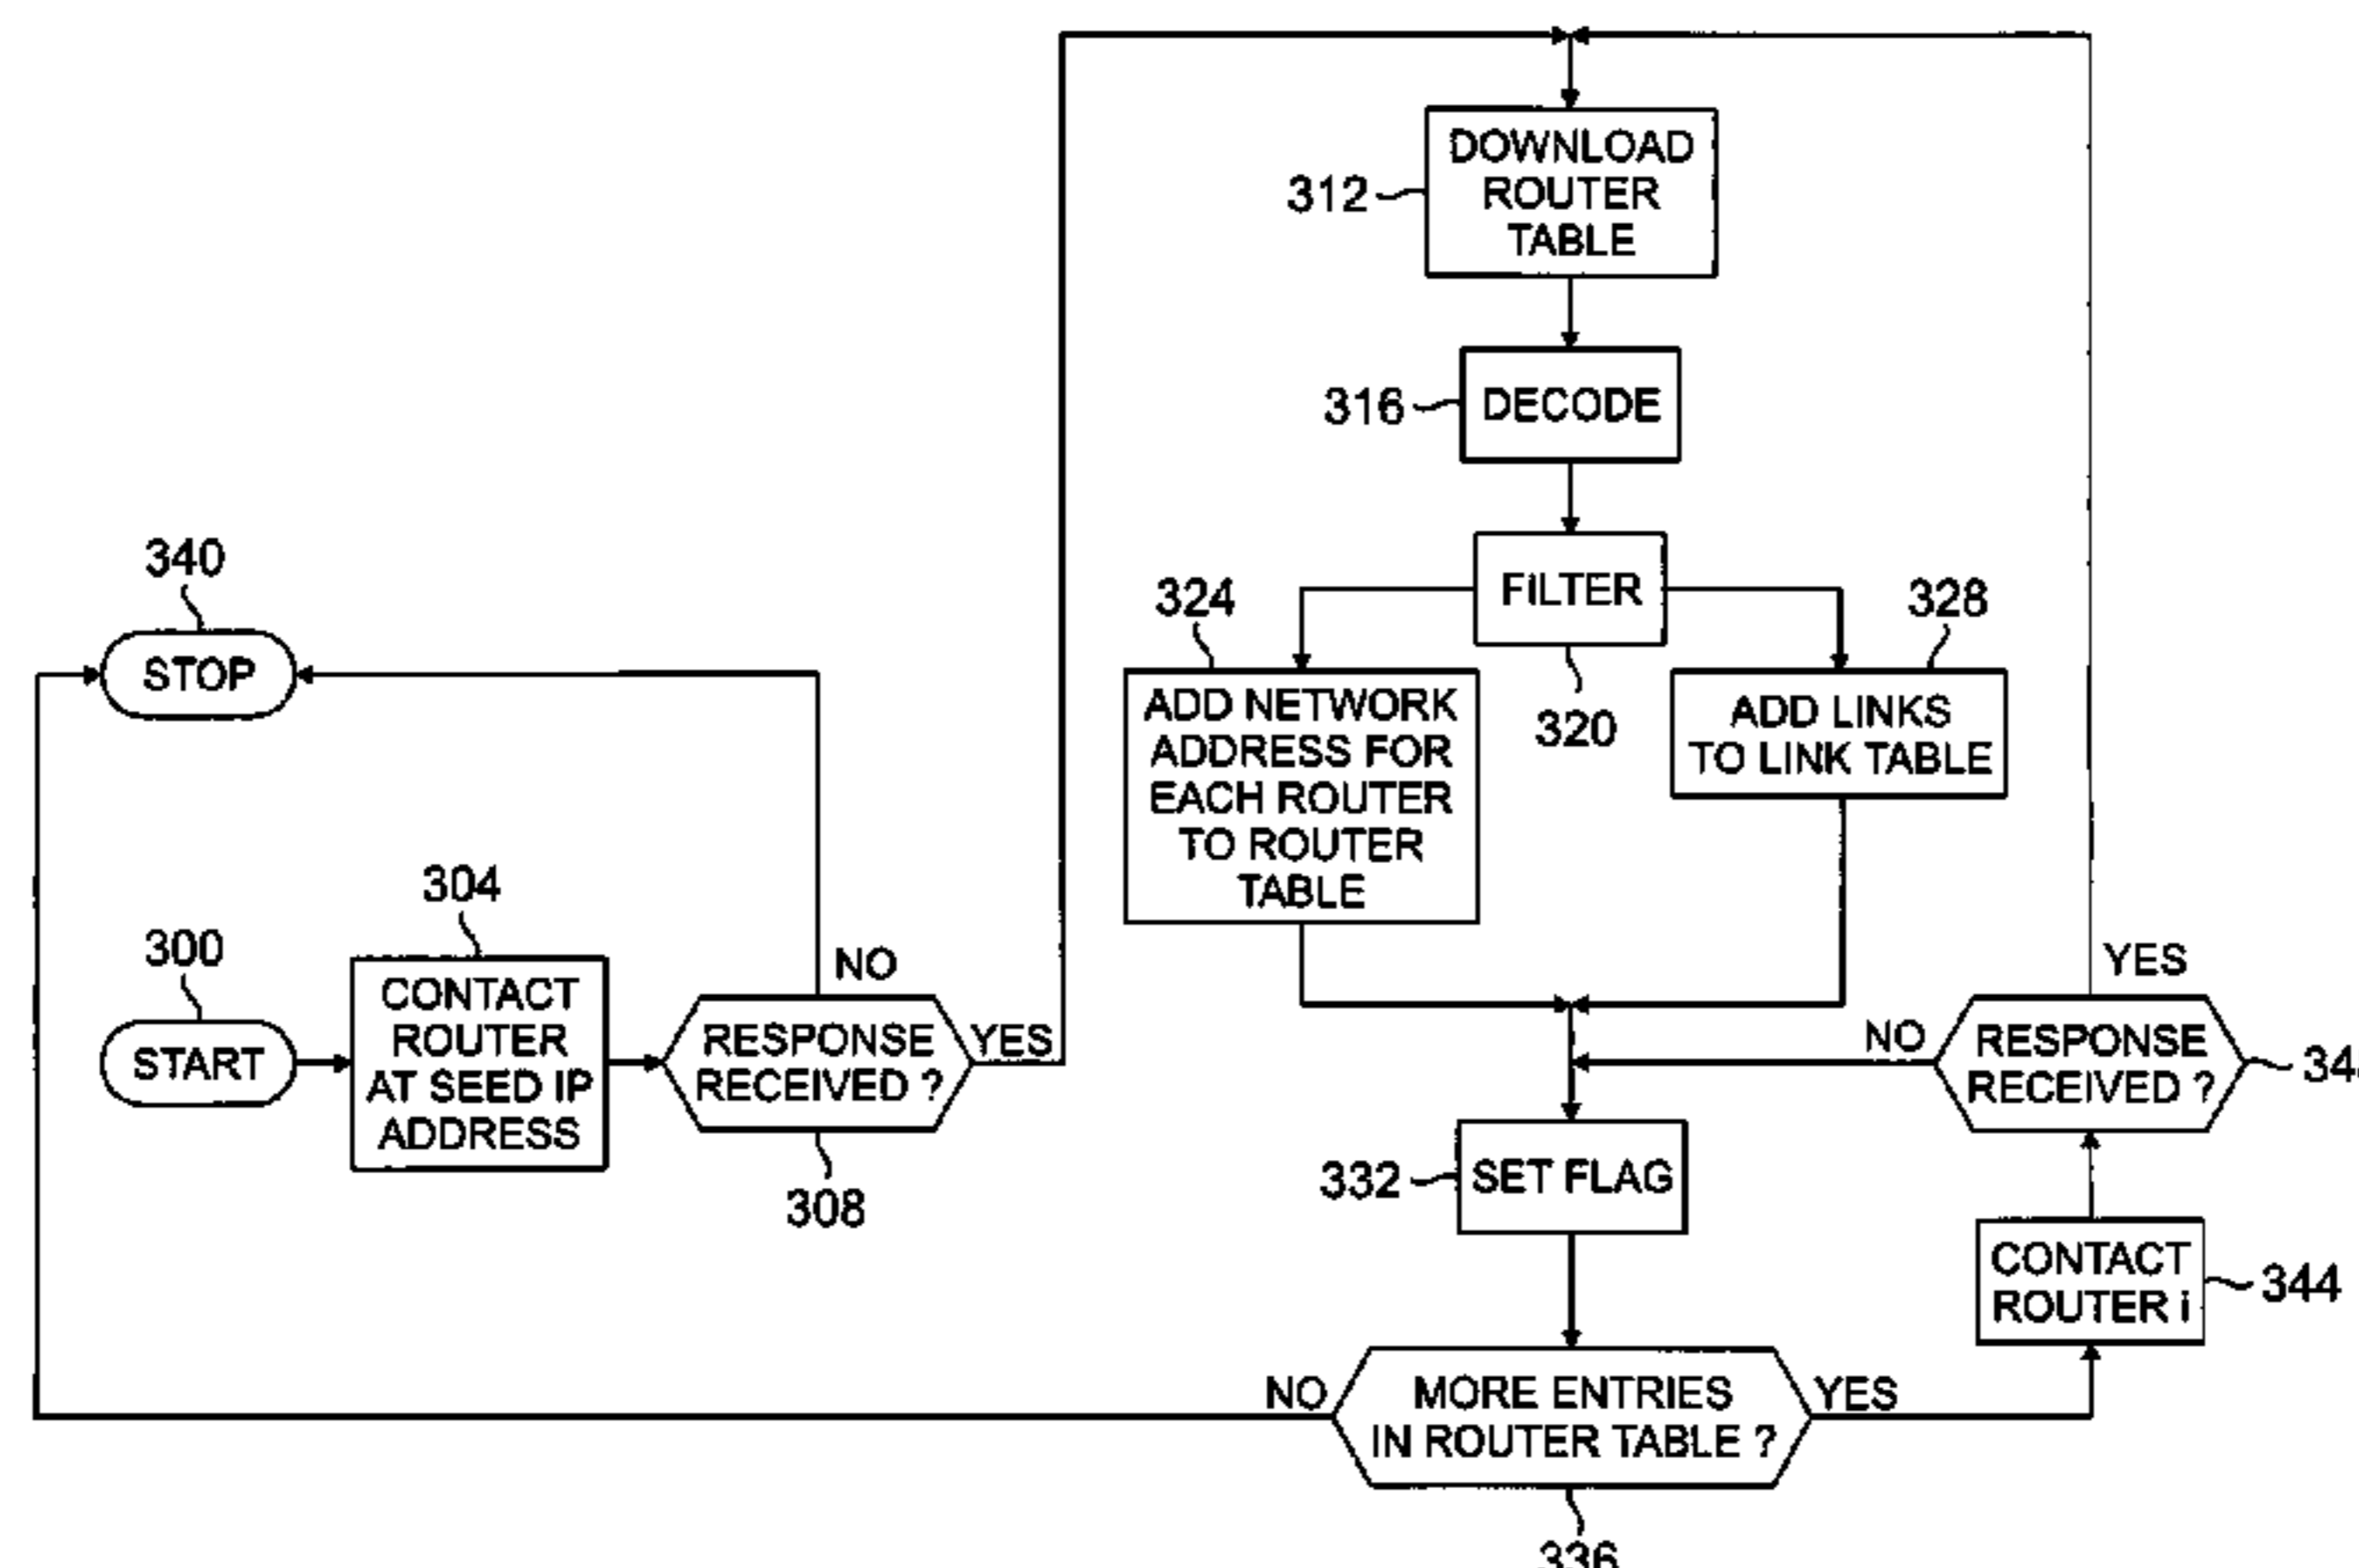 DOWNLOAD
ROUTER
TABLE
312
316
DECODE
340
STOP
324
FILTER
328
320
ADD NETWORK
ADDRESS FOR
EACH ROUTER
TO ROUTER
TABLE
ADD LINKS
TO LINK TABLE
304
300
START
CONTACT
ROUTER
AT SEED IP
ADDRESS
NO
RESPONSE
RECEIVED ?
YES
308
YES
NO
RESPONSE
RECEIVED ?
332
SET FLAG
CONTACT
ROUTER i
344
NO
MORE ENTRIES
IN ROUTER TABLE ?
YES
336